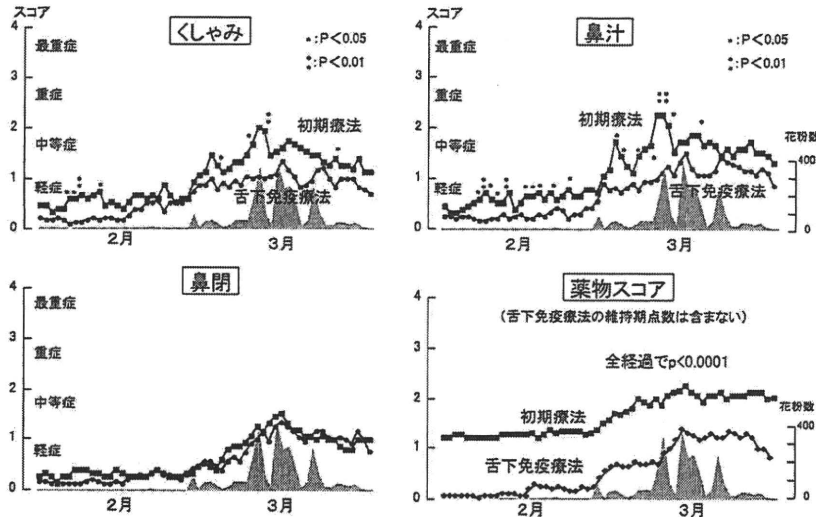 スコア
くしゃみ
•:P<0.05
:P<0.01
4
最重症
3
重症
初期療法
2
中等症
1
軽症
舌下免疫療法
0
2月
3月
鼻汁
•:P<0.05
:P<0.01
4
最重症
3
重症
初期療法
2
中等症
花粉数
400
1
軽症
舌下免疫療法
0
0
2月
3月
鼻閉
4
最重症
3
重症
2
中等症
1
軽症
0
2月
3月
薬物スコア
(舌下免疫療法の維持期点数は含まない)
4
3
全経過でp<0.0001
2
初期療法
花粉数
400
1
舌下免疫療法
0
0
2月
3月